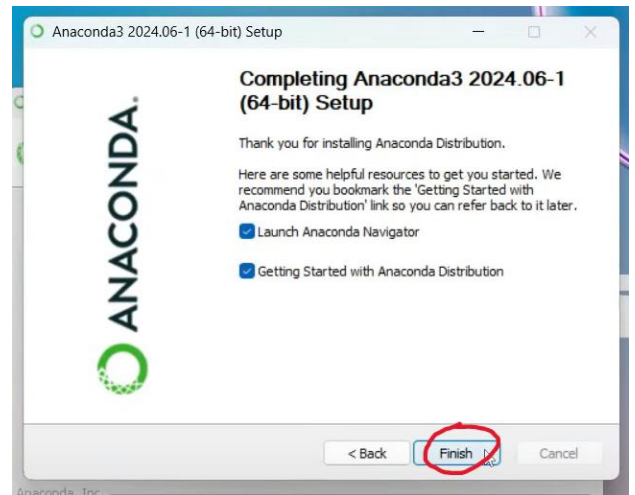 Anaconda3 2024.06-1 (64-bit) Setup
Completing Anaconda3 2024.06-1
(64-bit) Setup
ANACONDA.
Thank you for installing Anaconda Distribution.
Here are some helpful resources to get you started. We
recommend you bookmark the 'Getting Started with
Anaconda Distribution' link so you can refer back to it later.
Launch Anaconda Navigator
Getting Started with Anaconda Distribution
< Back
Finish
Cancel
Anaconda, Inc.